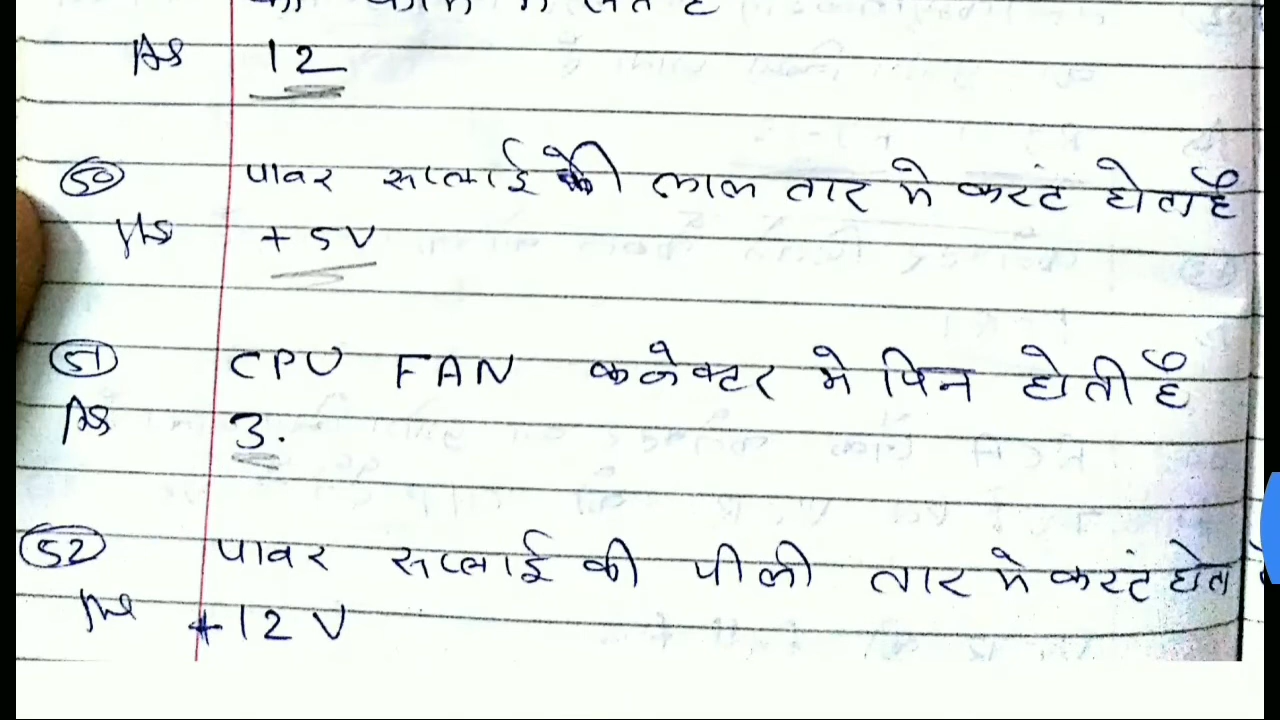 As 12
50 पावर सप्लाई की लाल तार मे करंट होता है
As + 5V
51 CPU FAN कनेक्टर मे पिन होती है
As 3.
52 पावर सप्लाई की पीली तार मे करंट होता
Ans +12V